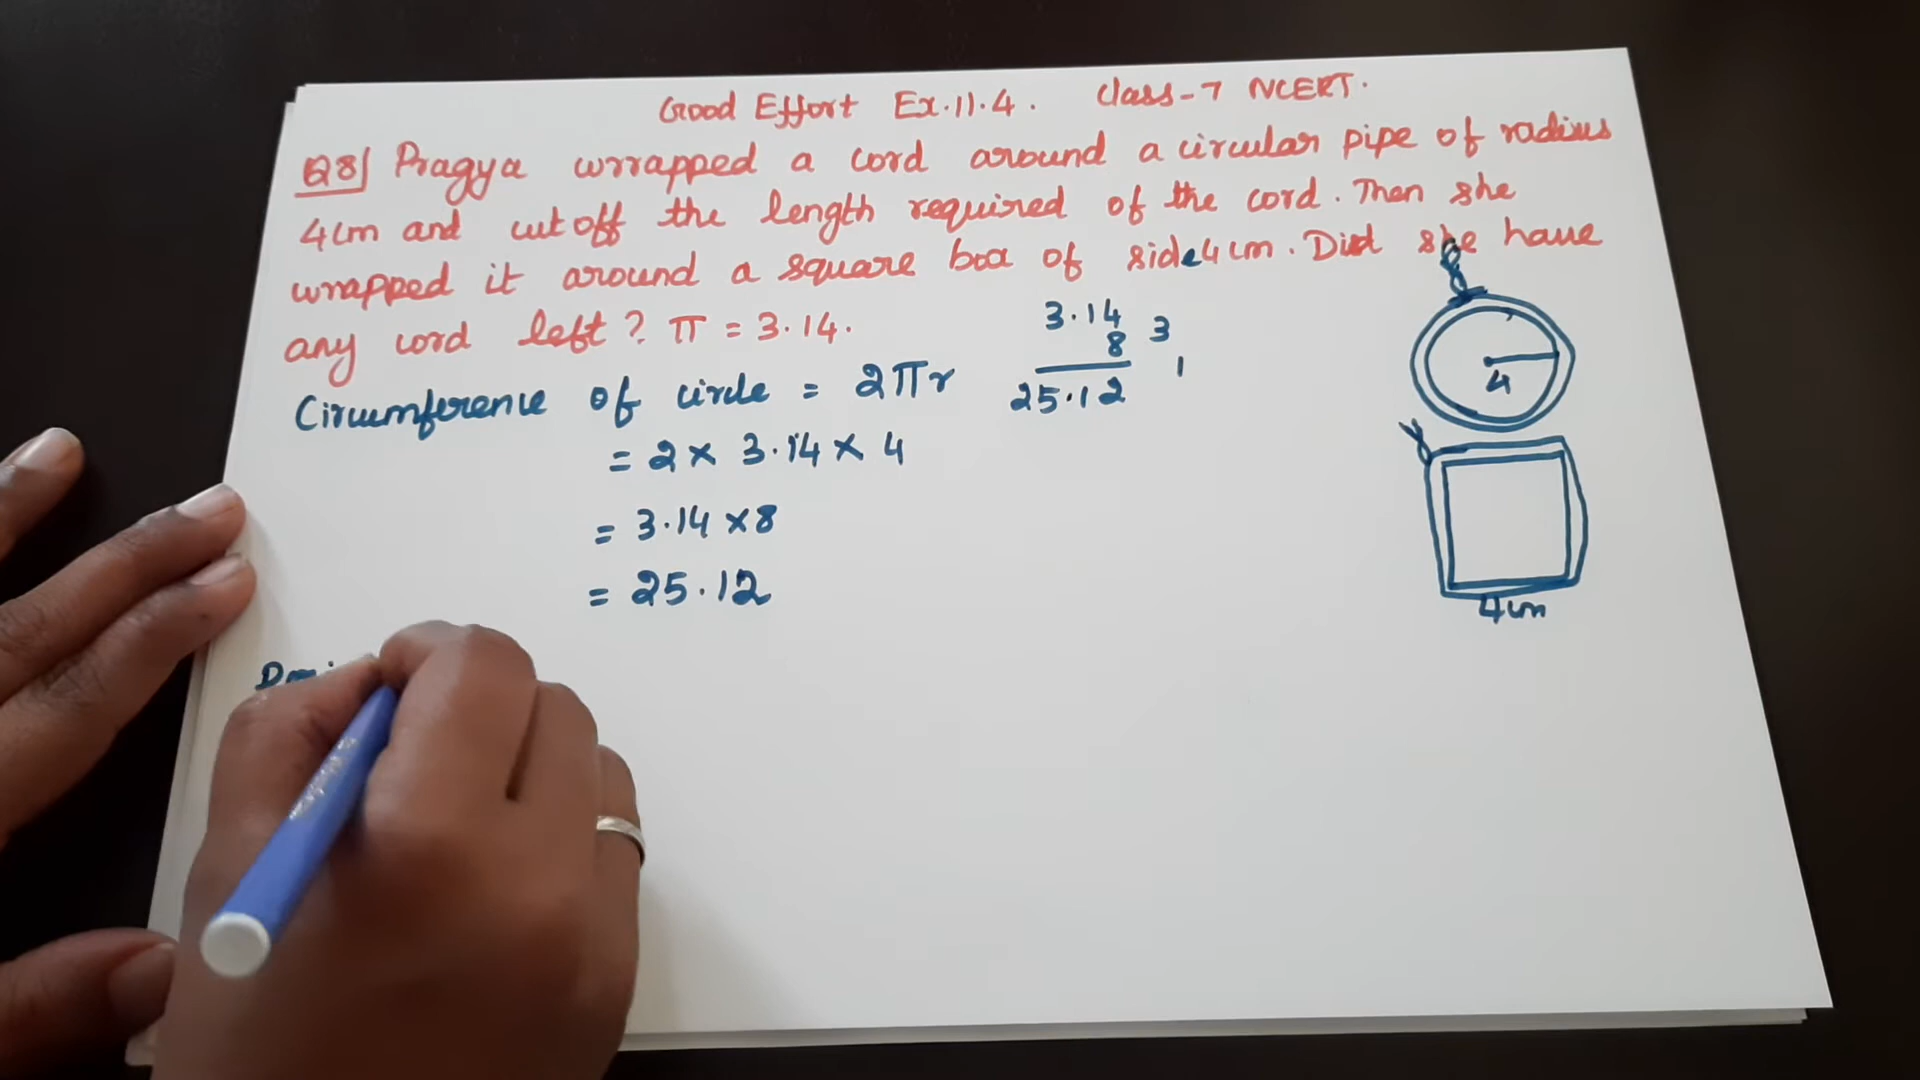 Good Effort Ex.11.4. Class-7 NCERT.
Q8 Pragya wrapped a cord around a circular pipe of radius
4cm and cut off the length required of the cord. Then she
wrapped it around a square box of side 4cm. Did she have
any cord left? π = 3.14.
Circumference of circle = 2πr
= 2 × 3.14 × 4
= 3.14 × 8
= 25.12
3.14
8 3
1
25.12
4
4cm